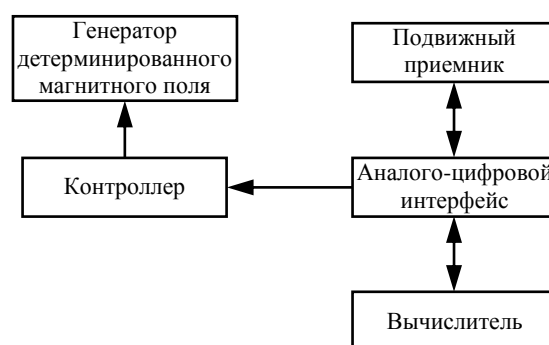 Генератор
детерминированного
магнитного поля
Подвижный
приемник
Контроллер
Аналого-цифровой
интерфейс
Вычислитель